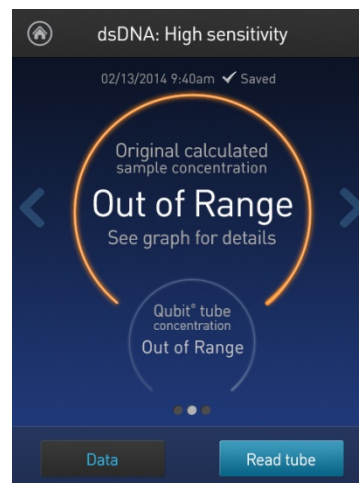 dsDNA: High sensitivity
02/13/2014 9:40am ✓ Saved
Original calculated
sample concentration
Out of Range
See graph for details
Qubit® tube
concentration
Out of Range
Data
Read tube